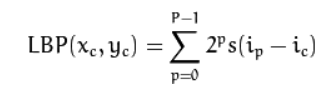 LBP(x_c, y_c) = \sum_{p=0}^{P-1} 2^p s(i_p - i_c)